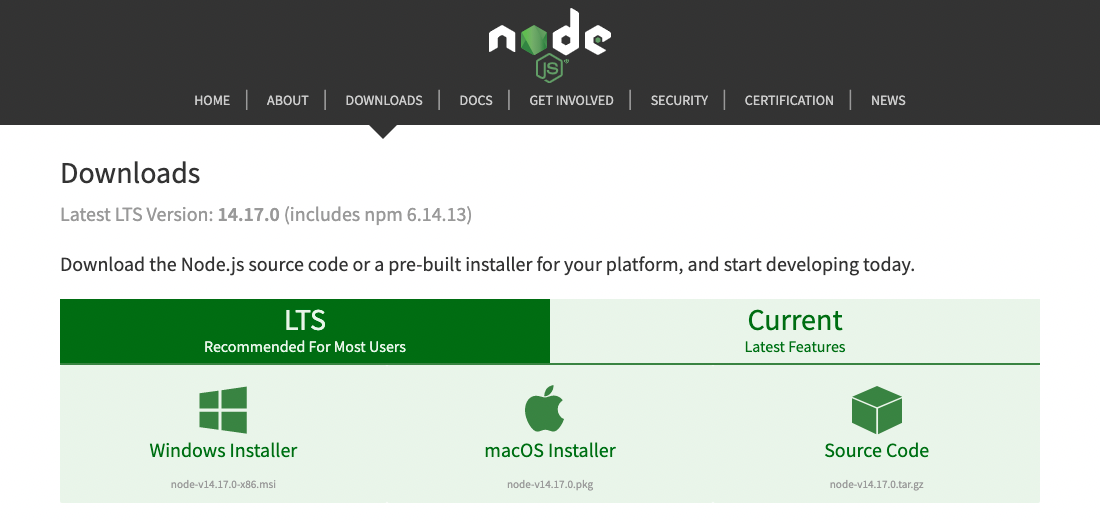 node
JS
HOME ABOUT DOWNLOADS DOCS GET INVOLVED SECURITY CERTIFICATION NEWS
Downloads
Latest LTS Version: 14.17.0 (includes npm 6.14.13)
Download the Node.js source code or a pre-built installer for your platform, and start developing today.
LTS
Recommended For Most Users
Current
Latest Features
Windows Installer
node-v14.17.0-x86.msi
macOS Installer
node-v14.17.0.pkg
Source Code
node-v14.17.0.tar.gz